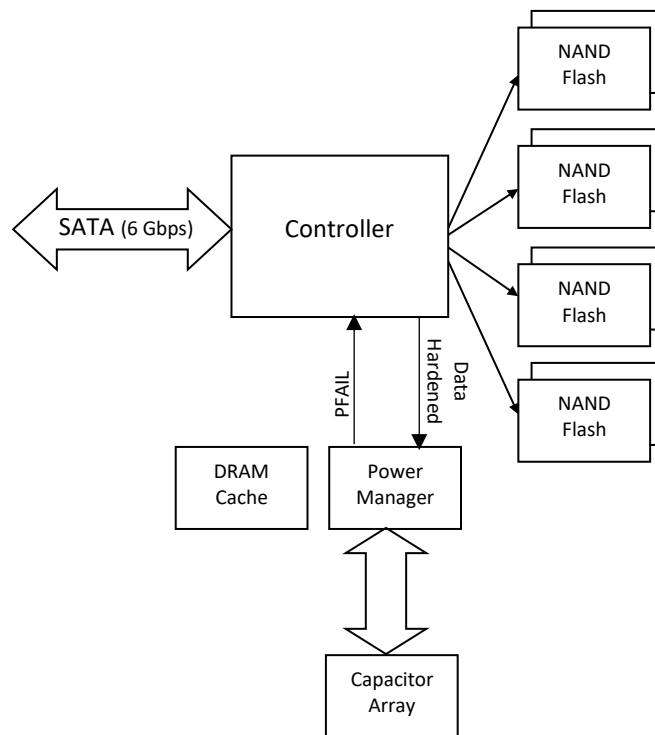 NAND
Flash
NAND
Flash
SATA (6 Gbps)
Controller
NAND
Flash
NAND
Flash
PFAIL
Data
Hardened
DRAM
Cache
Power
Manager
Capacitor
Array